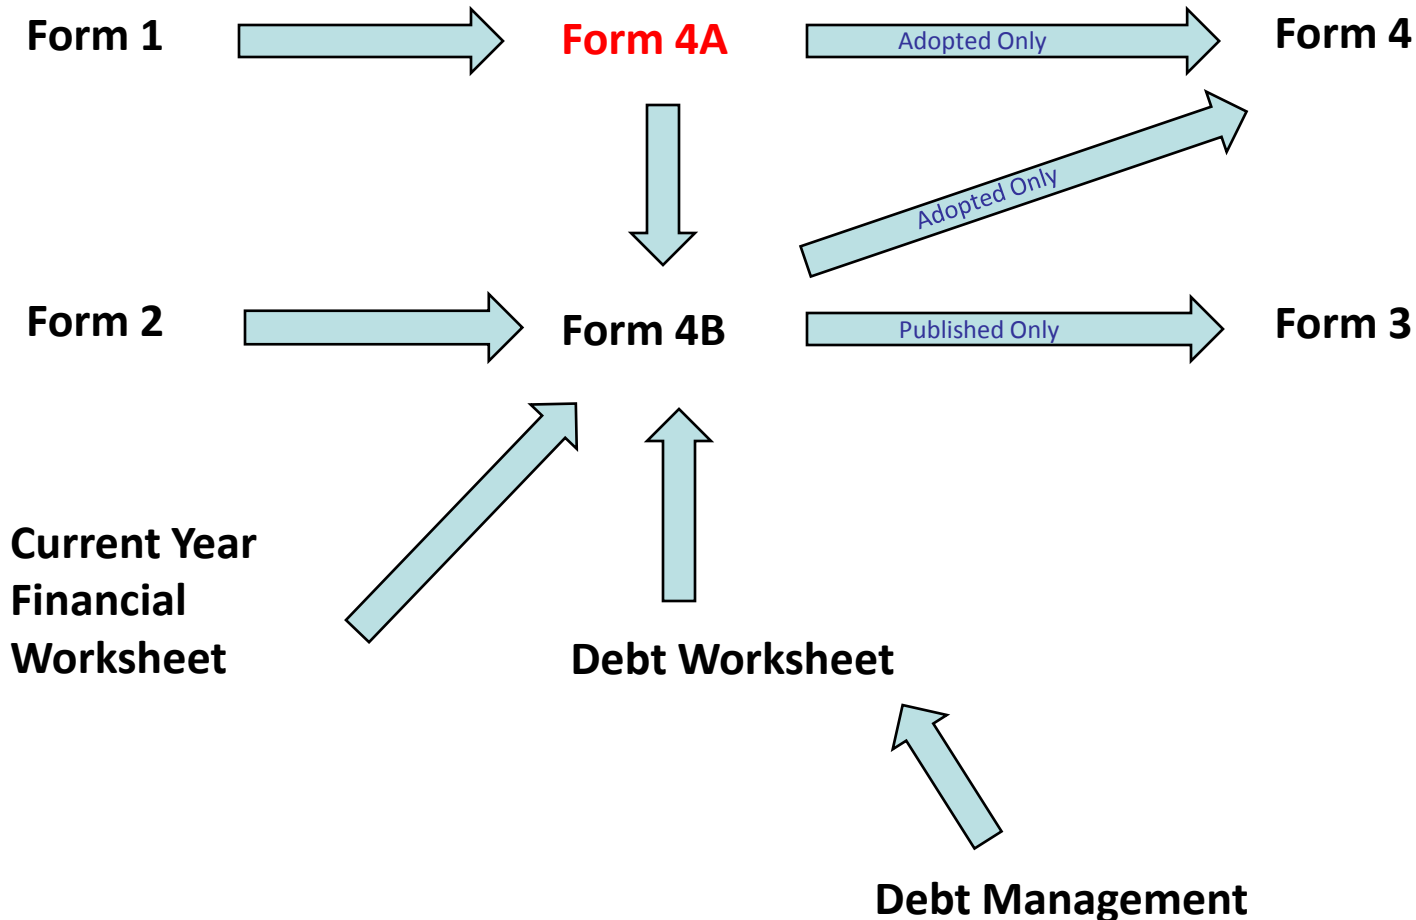 Form 1
Form 4A
Adopted Only
Form 4
Adopted Only
Form 2
Form 4B
Published Only
Form 3
Current Year
Financial
Worksheet
Debt Worksheet
Debt Management